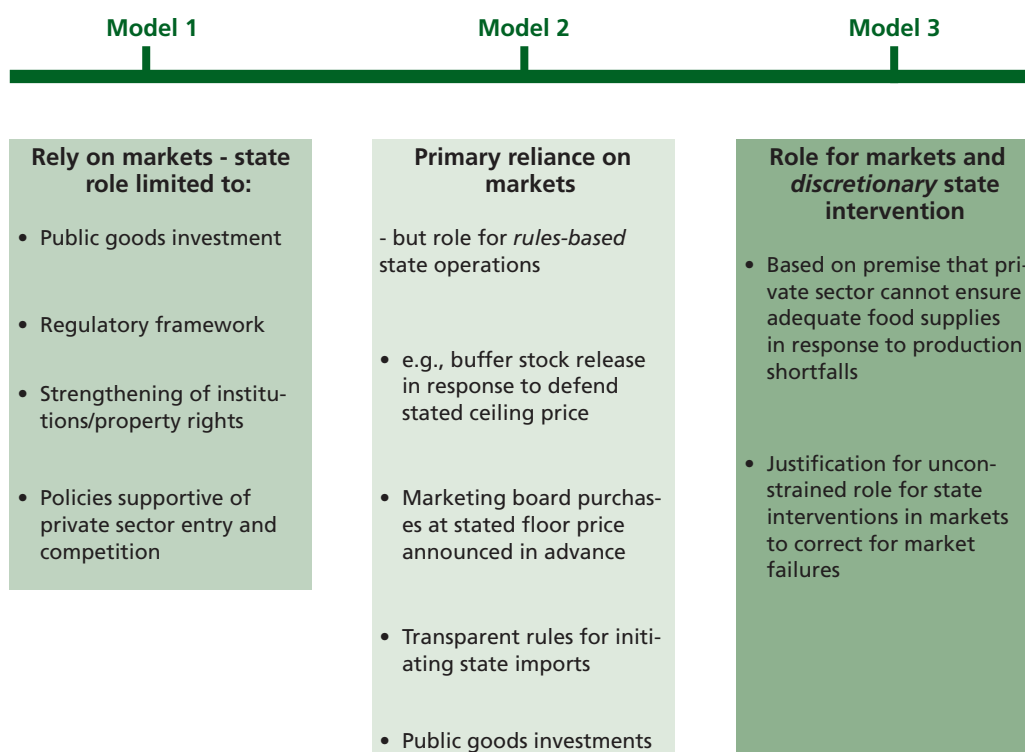 Model 1
Model 2
Model 3
Rely on markets - state
role limited to:
• Public goods investment
• Regulatory framework
• Strengthening of institu-
tions/property rights
• Policies supportive of
private sector entry and
competition
Primary reliance on
markets
- but role for rules-based
state operations
• e.g., buffer stock release
in response to defend
stated ceiling price
• Marketing board purchas-
es at stated floor price
announced in advance
• Transparent rules for initi-
ating state imports
• Public goods investments
Role for markets and
discretionary state
intervention
• Based on premise that pri-
vate sector cannot ensure
adequate food supplies
in response to production
shortfalls
• Justification for uncon-
strained role for state
interventions in markets
to correct for market
failures